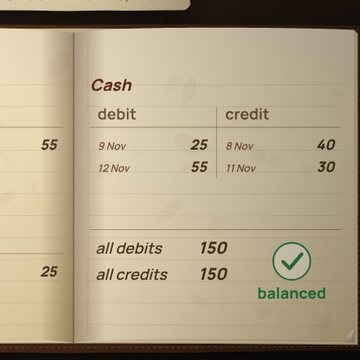 55
25
Cash
debit credit
9 Nov 25 8 Nov 40
12 Nov 55 11 Nov 30
all debits 150
all credits 150
balanced